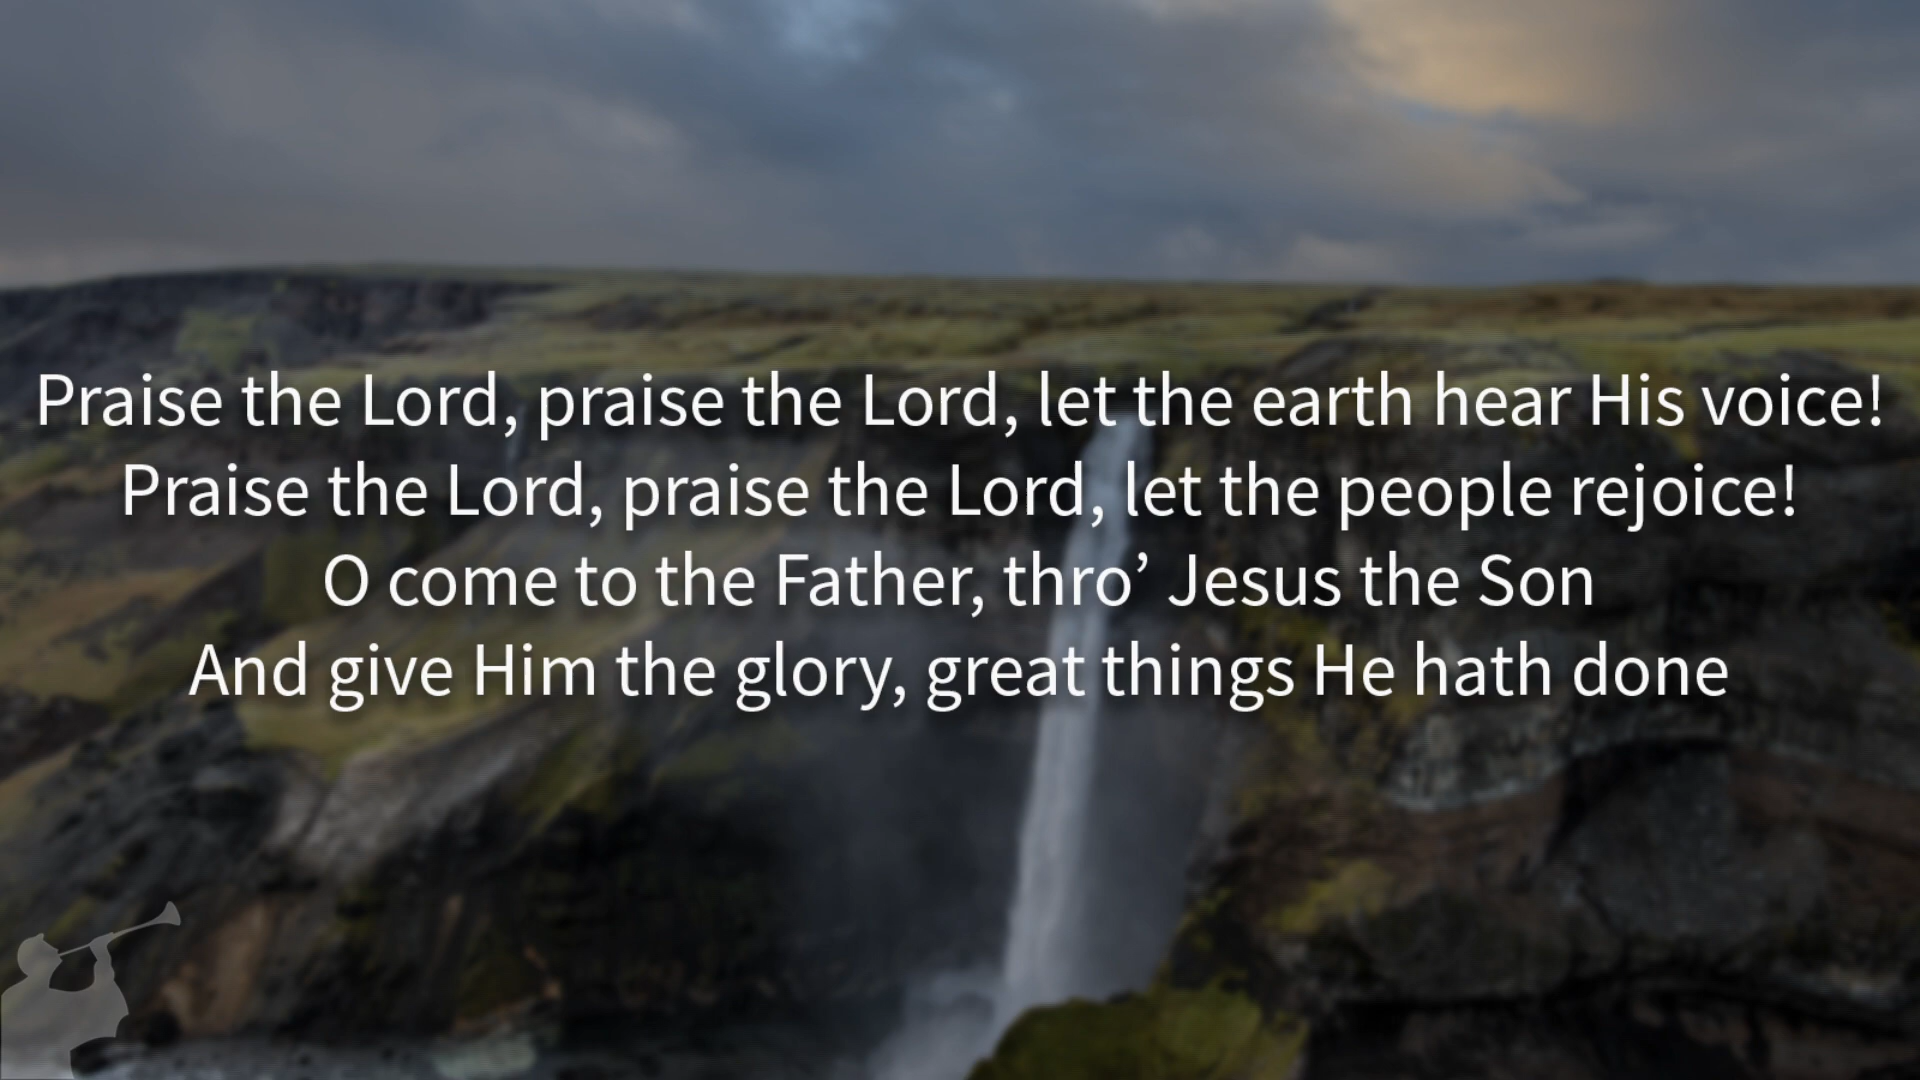 Praise the Lord, praise the Lord, let the earth hear His voice!
Praise the Lord, praise the Lord, let the people rejoice!
O come to the Father, thro’ Jesus the Son
And give Him the glory, great things He hath done